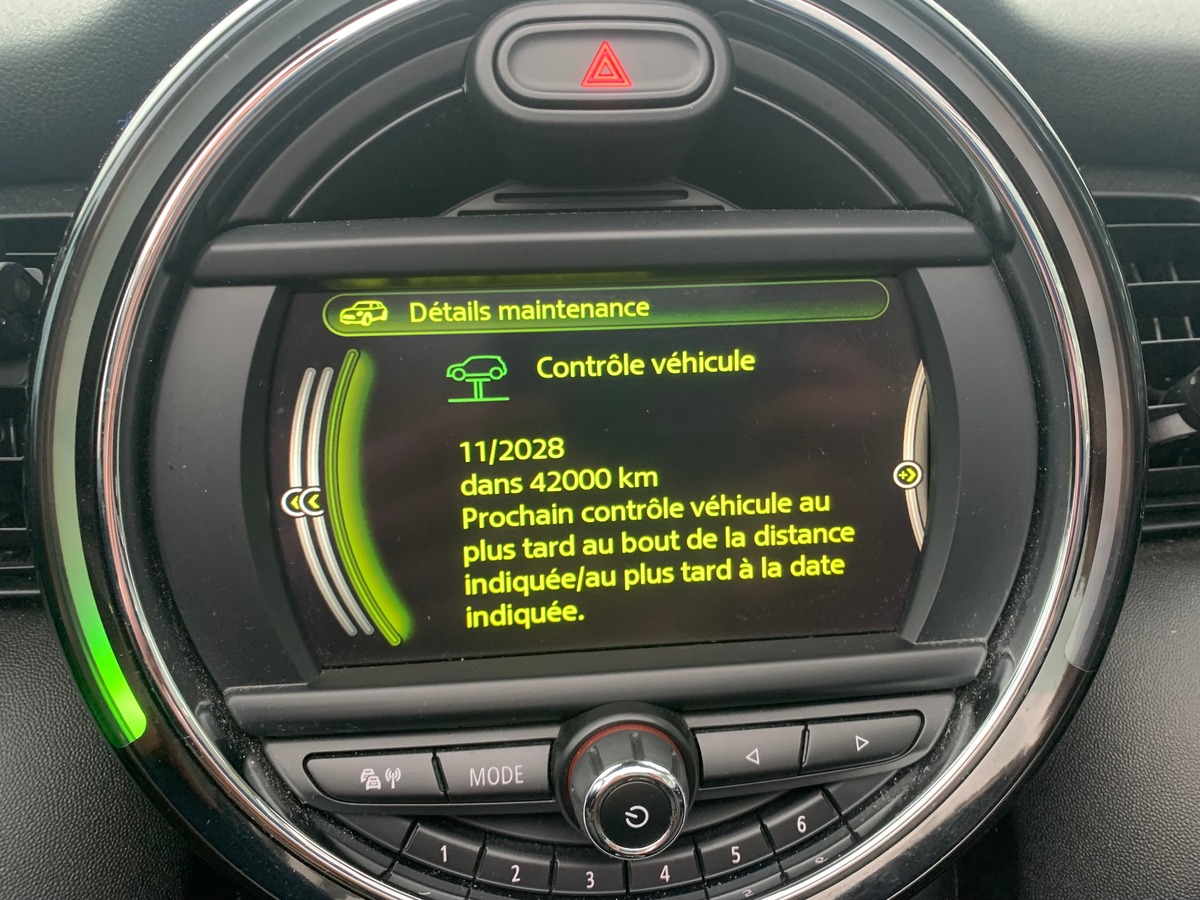 Détails maintenance
Contrôle véhicule
11/2028
dans 42000 km
Prochain contrôle véhicule au
plus tard au bout de la distance
indiquée/au plus tard à la date
indiquée.
MODE
1 2 3 4 5 6